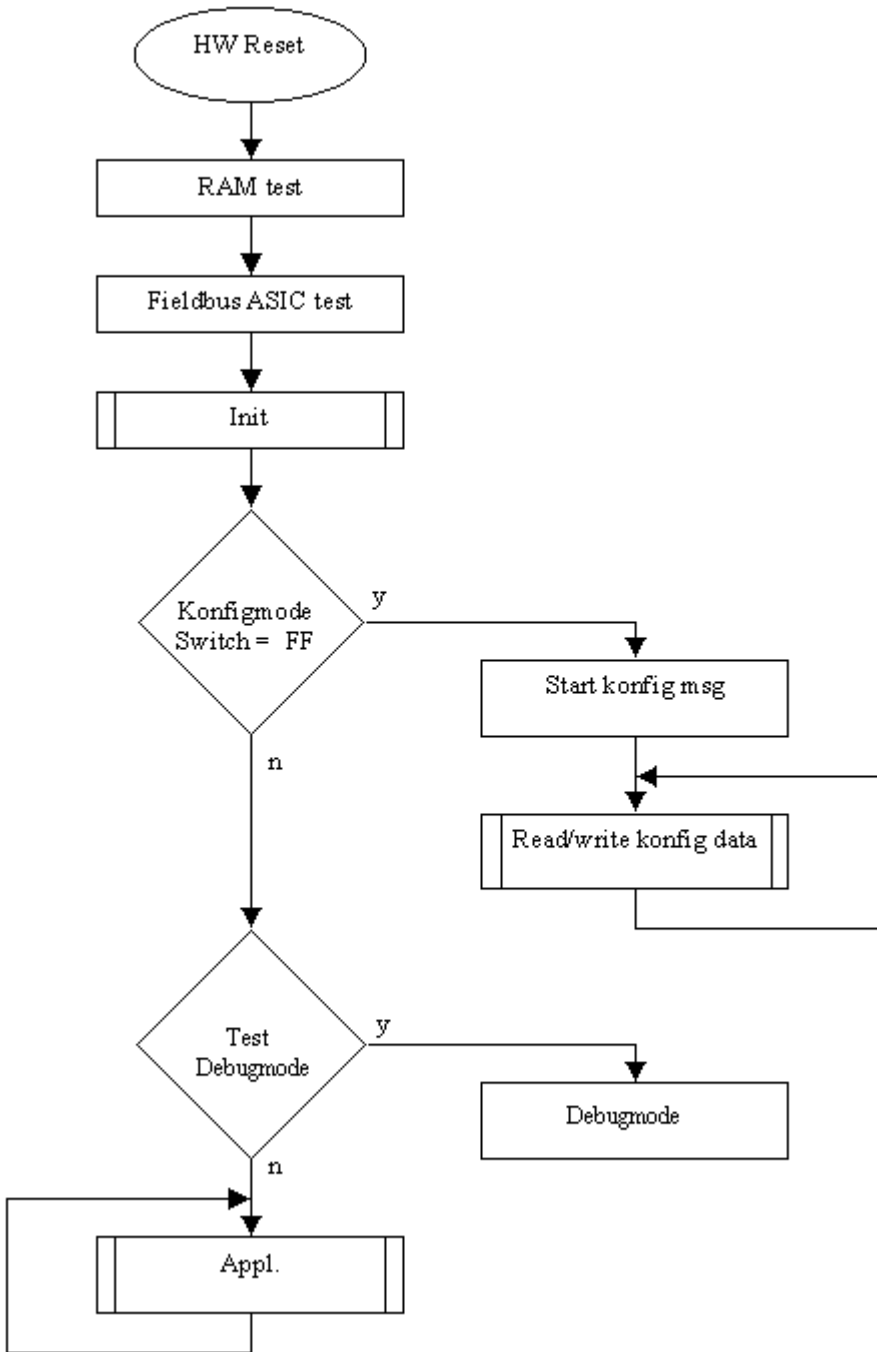 HW Reset
RAM test
Fieldbus ASIC test
Init
Konfigmode
Switch = FF
y
Start konfig msg
n
Read/write konfig data
Test
Debugmode
y
Debugmode
n
Appl.